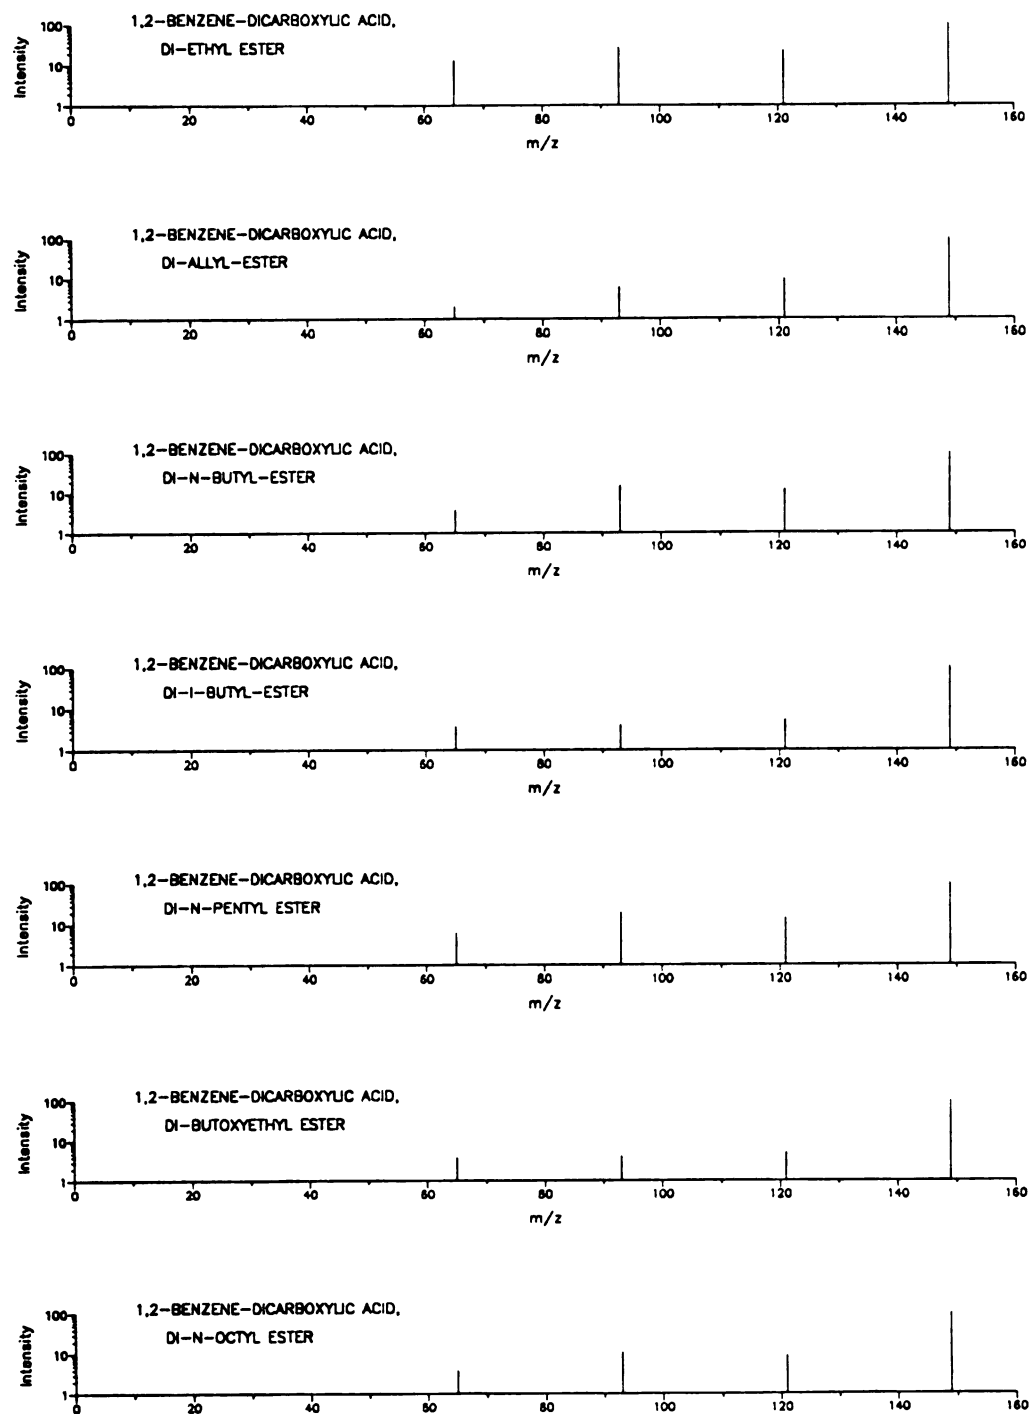 1,2-BENZENE-DICARBOXYLIC ACID,
DI-ETHYL ESTER
Intensity
100
10
1
0 20 40 60 80 100 120 140 160
m/z
1,2-BENZENE-DICARBOXYLIC ACID,
DI-ALLYL-ESTER
Intensity
100
10
1
0 20 40 60 80 100 120 140 160
m/z
1,2-BENZENE-DICARBOXYLIC ACID,
DI-N-BUTYL-ESTER
Intensity
100
10
1
0 20 40 60 80 100 120 140 160
m/z
1,2-BENZENE-DICARBOXYLIC ACID,
DI-I-BUTYL-ESTER
Intensity
100
10
1
0 20 40 60 80 100 120 140 160
m/z
1,2-BENZENE-DICARBOXYLIC ACID,
DI-N-PENTYL ESTER
Intensity
100
10
1
0 20 40 60 80 100 120 140 160
m/z
1,2-BENZENE-DICARBOXYLIC ACID,
DI-BUTOXYETHYL ESTER
Intensity
100
10
1
0 20 40 60 80 100 120 140 160
m/z
1,2-BENZENE-DICARBOXYLIC ACID,
DI-N-OCTYL ESTER
Intensity
100
10
1
0 20 40 60 80 100 120 140 160